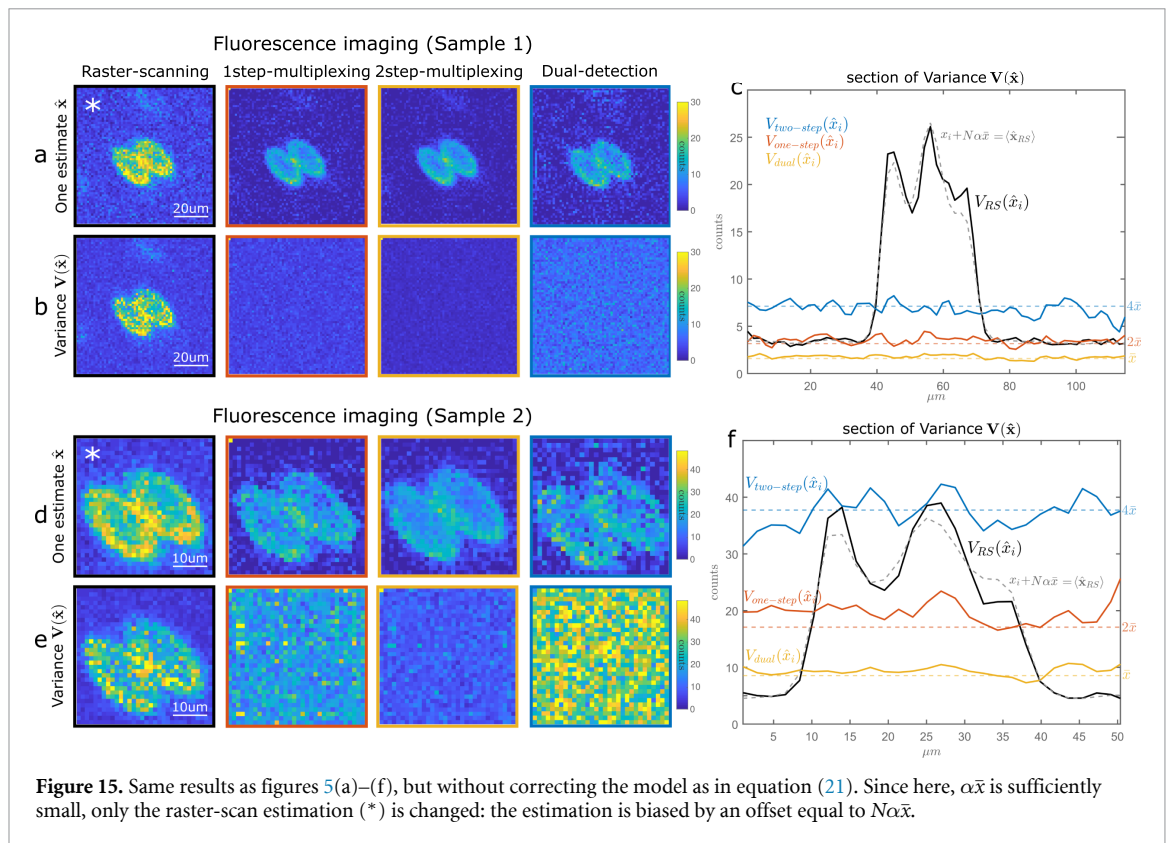 Fluorescence imaging (Sample 1)
Raster-scanning
1step-multiplexing
2step-multiplexing
Dual-detection
a
One estimate x̂
*
20um
30
20
10
0
counts
b
Variance V(x̂)
20um
30
20
10
0
counts
c
section of Variance V(x̂)
V_two−step(x̂_i)
V_one−step(x̂_i)
V_dual(x̂_i)
x_i+Nαx̄=⟨x̂_RS⟩
V_RS(x̂_i)
4x̄
2x̄
x̄
counts
0
5
10
15
20
25
20
40
60
80
100
μm
Fluorescence imaging (Sample 2)
d
One estimate x̂
*
10um
40
30
20
10
0
counts
e
Variance V(x̂)
10um
50
40
30
20
10
0
counts
f
section of Variance V(x̂)
V_two−step(x̂_i)
V_RS(x̂_i)
x_i+Nαx̄=⟨x̂_RS⟩
V_one−step(x̂_i)
V_dual(x̂_i)
4x̄
2x̄
x̄
counts
0
10
20
30
40
5
10
15
20
25
30
35
40
45
50
μm
Figure 15. Same results as figures 5(a)–(f), but without correcting the model as in equation (21). Since here, αx̄ is sufficiently
small, only the raster-scan estimation (*) is changed: the estimation is biased by an offset equal to Nαx̄.